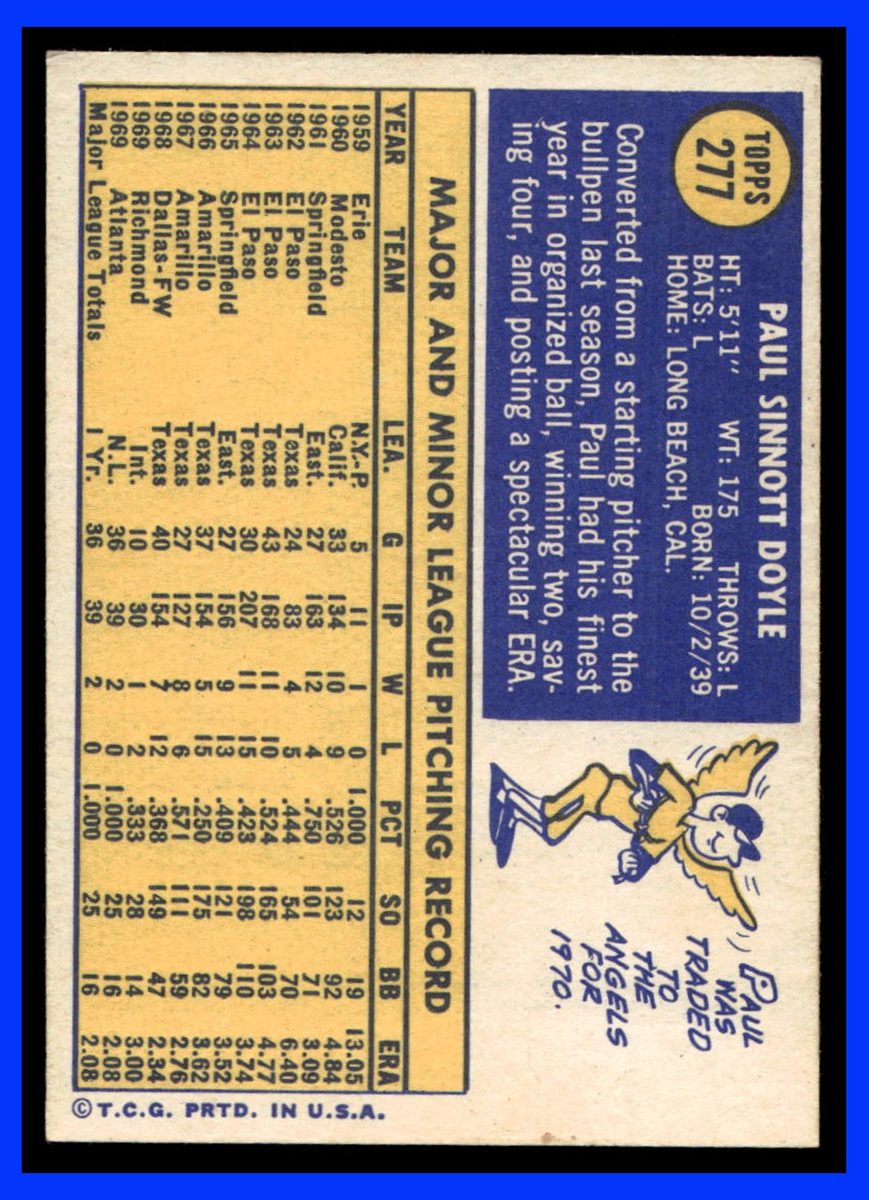 TOPPS
277
PAUL SINNOTT DOYLE
HT: 5'11" WT: 175 THROWS: L
BATS: L BORN: 10/2/39
HOME: LONG BEACH, CAL.
Converted from a starting pitcher to the
bullpen last season, Paul had his finest
year in organized ball, winning two, sav-
ing four, and posting a spectacular ERA.
PAUL
WAS
TRADED
TO
THE
ANGELS
FOR
1970.
MAJOR AND MINOR LEAGUE PITCHING RECORD
YEAR TEAM LEA. G IP W L PCT SO BB ERA
1959 Erie N.Y.-P. 5 11 1 0 1.000 12 19 13.05
1960 Modesto Calif. 33 134 10 9 .526 123 92 4.84
1961 Springfield East. 27 163 12 4 .750 101 71 3.09
1962 El Paso Texas 24 83 4 5 .444 54 70 6.40
1963 El Paso Texas 43 168 11 10 .524 165 103 4.77
1964 El Paso Texas 30 207 11 15 .423 198 110 3.74
1965 Springfield East. 27 156 9 13 .409 121 79 3.52
1966 Amarillo Texas 37 154 5 15 .250 175 82 3.62
1967 Amarillo Texas 27 127 8 6 .571 111 59 2.76
1968 Dallas-FW Texas 40 154 7 12 .368 149 47 2.34
1969 Richmond Int. 10 30 1 2 .333 28 14 3.00
1969 Atlanta N.L. 36 39 2 0 1.000 25 16 2.08
Major League Totals 1 Yr. 36 39 2 0 1.000 25 16 2.08
© T.C.G. PRTD. IN U.S.A.